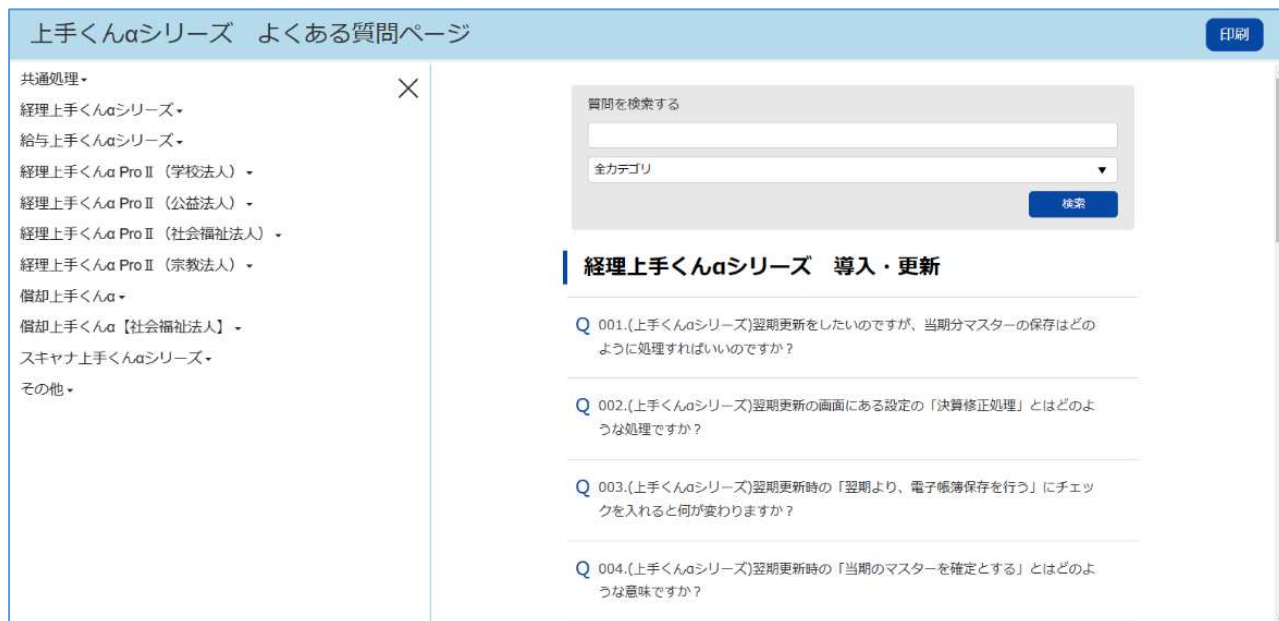 上手くんαシリーズ　よくある質問ページ
印刷
共通処理
経理上手くんαシリーズ
給与上手くんαシリーズ
経理上手くんα Pro Ⅱ（学校法人）
経理上手くんα Pro Ⅱ（公益法人）
経理上手くんα Pro Ⅱ（社会福祉法人）
経理上手くんα Pro Ⅱ（宗教法人）
償却上手くんα
償却上手くんα【社会福祉法人】
スキャナ上手くんαシリーズ
その他
質問を検索する
全カテゴリ
検索
経理上手くんαシリーズ　導入・更新
Q 001.(上手くんαシリーズ)翌期更新をしたいのですが、当期分マスターの保存はどの
ように処理すればいいのですか？
Q 002.(上手くんαシリーズ)翌期更新の画面にある設定の「決算修正処理」とはどのよ
うな処理ですか？
Q 003.(上手くんαシリーズ)翌期更新時の「翌期より、電子帳簿保存を行う」にチェッ
クを入れると何が変わりますか？
Q 004.(上手くんαシリーズ)翌期更新時の「当期のマスターを確定とする」とはどのよ
うな意味ですか？